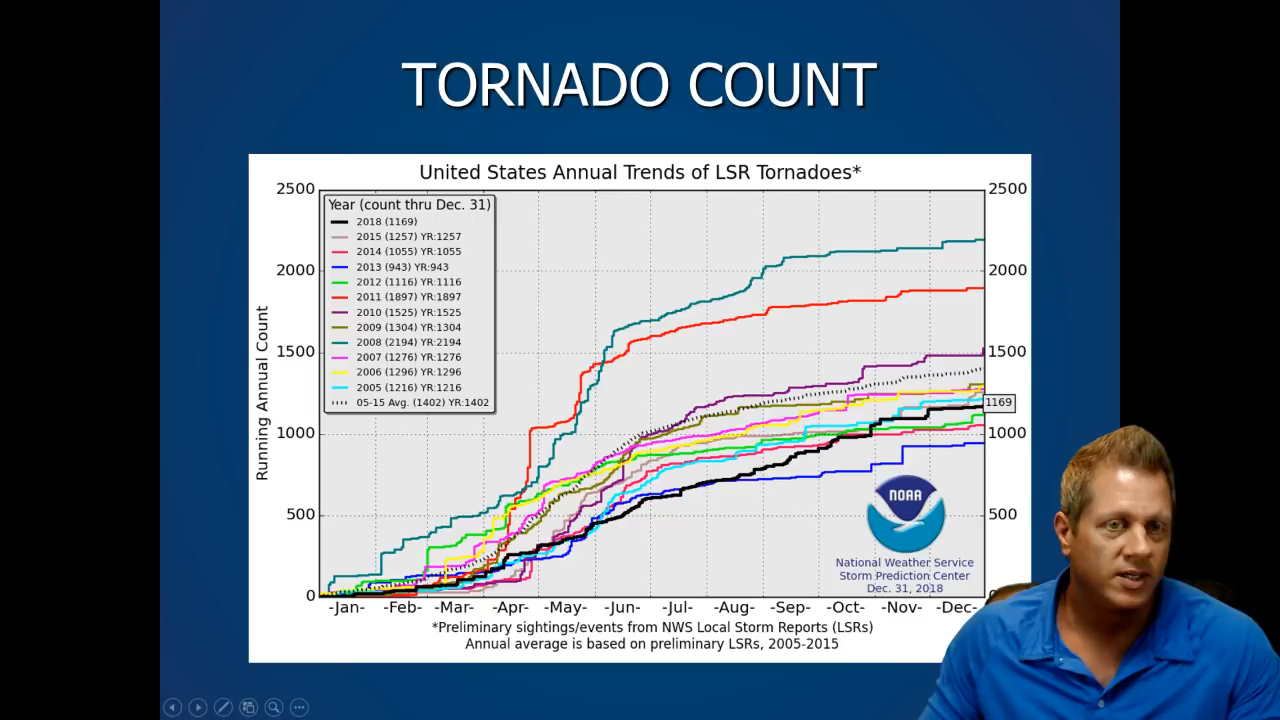 TORNADO COUNT
United States Annual Trends of LSR Tornadoes*
2500
2000
1500
1000
500
0
Running Annual Count
Year (count thru Dec. 31)
2018 (1169)
2015 (1257) YR:1257
2014 (1055) YR:1055
2013 (943) YR:943
2012 (1116) YR:1116
2011 (1897) YR:1897
2010 (1525) YR:1525
2009 (1304) YR:1304
2008 (2194) YR:2194
2007 (1276) YR:1276
2006 (1296) YR:1296
2005 (1216) YR:1216
05-15 Avg. (1402) YR:1402
2500
2000
1500
1169
1000
500
0
NOAA
National Weather Service
Storm Prediction Center
Dec. 31, 2018
-Jan- -Feb- -Mar- -Apr- -May- -Jun- -Jul- -Aug- -Sep- -Oct- -Nov- -Dec-
*Preliminary sightings/events from NWS Local Storm Reports (LSRs)
Annual average is based on preliminary LSRs, 2005-2015